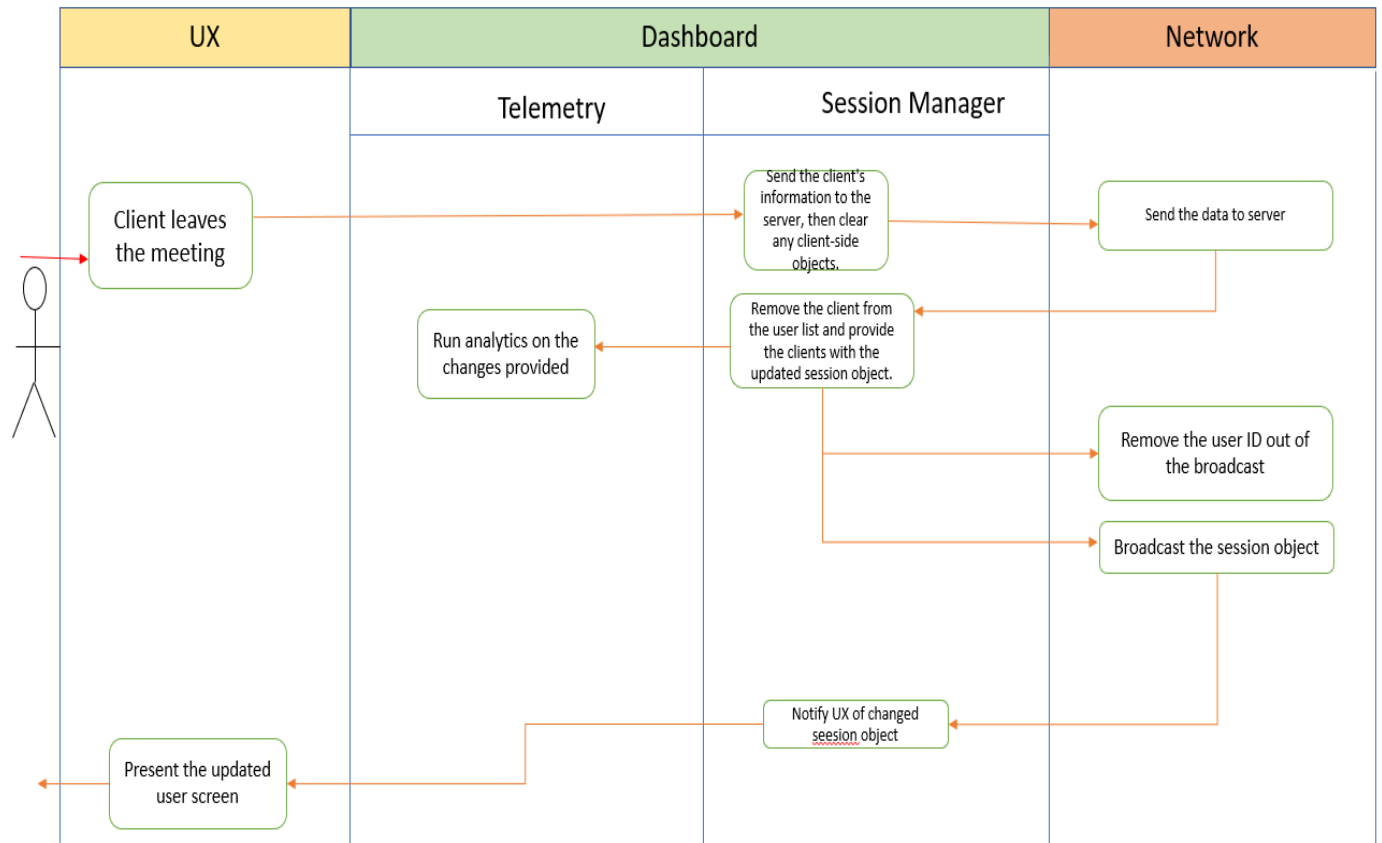 UX
Dashboard
Network
Telemetry
Session Manager
Client leaves
the meeting
Send the client's
information to the
server, then clear
any client-side
objects.
Send the data to server
Remove the client from
the user list and provide
the clients with the
updated session object.
Run analytics on the
changes provided
Remove the user ID out of
the broadcast
Broadcast the session object
Notify UX of changed
seesion object
Present the updated
user screen